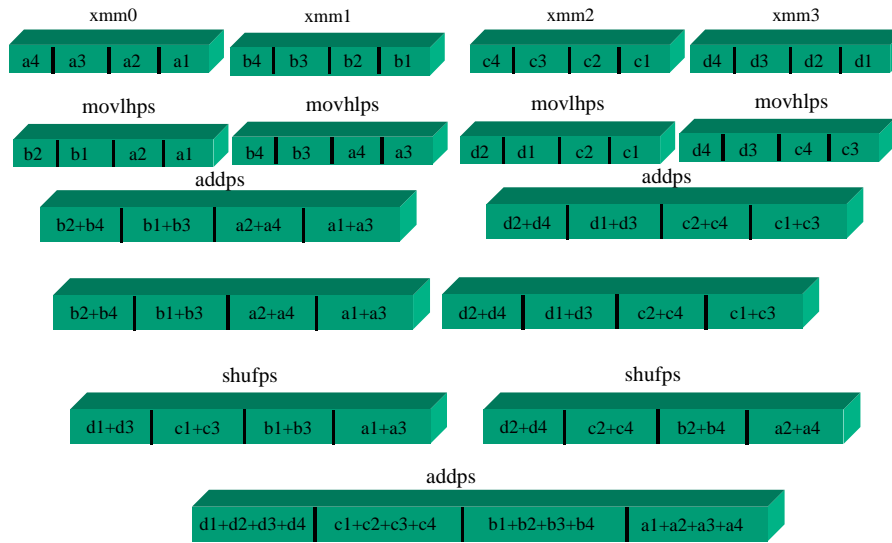 xmm0 xmm1 xmm2 xmm3
a4 a3 a2 a1 b4 b3 b2 b1 c4 c3 c2 c1 d4 d3 d2 d1
movlhps movhlps movlhps movhlps
b2 b1 a2 a1 b4 b3 a4 a3 d2 d1 c2 c1 d4 d3 c4 c3
addps addps
b2+b4 b1+b3 a2+a4 a1+a3 d2+d4 d1+d3 c2+c4 c1+c3
b2+b4 b1+b3 a2+a4 a1+a3 d2+d4 d1+d3 c2+c4 c1+c3
shufps shufps
d1+d3 c1+c3 b1+b3 a1+a3 d2+d4 c2+c4 b2+b4 a2+a4
addps
d1+d2+d3+d4 c1+c2+c3+c4 b1+b2+b3+b4 a1+a2+a3+a4